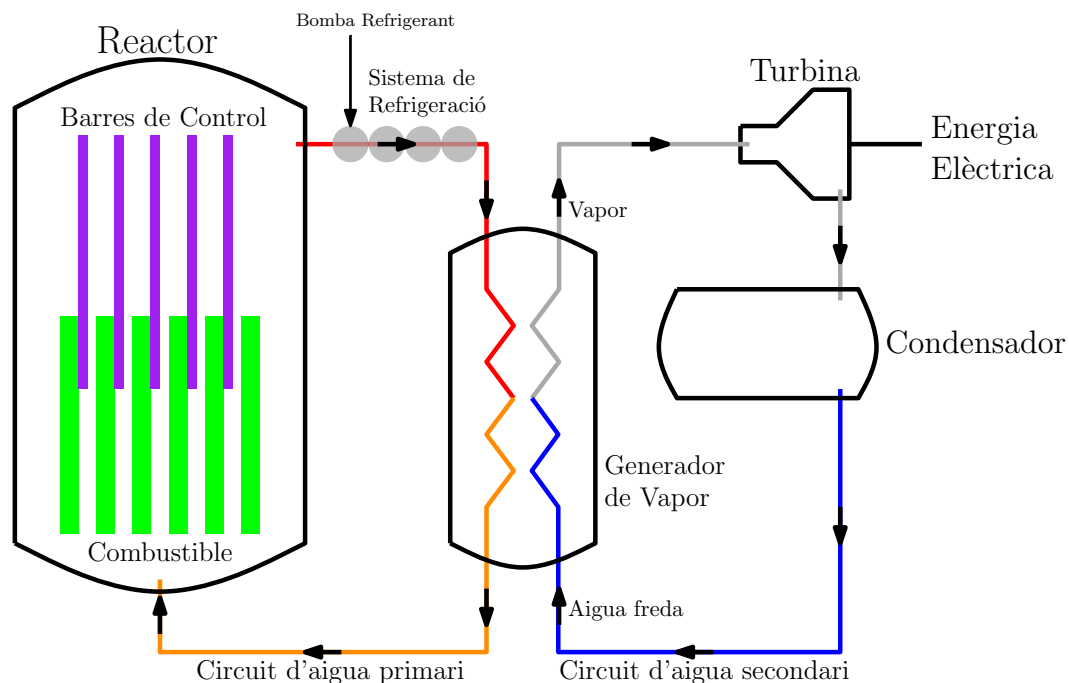 Bomba Refrigerant
Reactor
Sistema de
Refrigeració
Turbina
Barres de Control
Energia
Elèctrica
Vapor
Condensador
Generador
de Vapor
Combustible
Aigua freda
Circuit d'aigua primari
Circuit d'aigua secondari